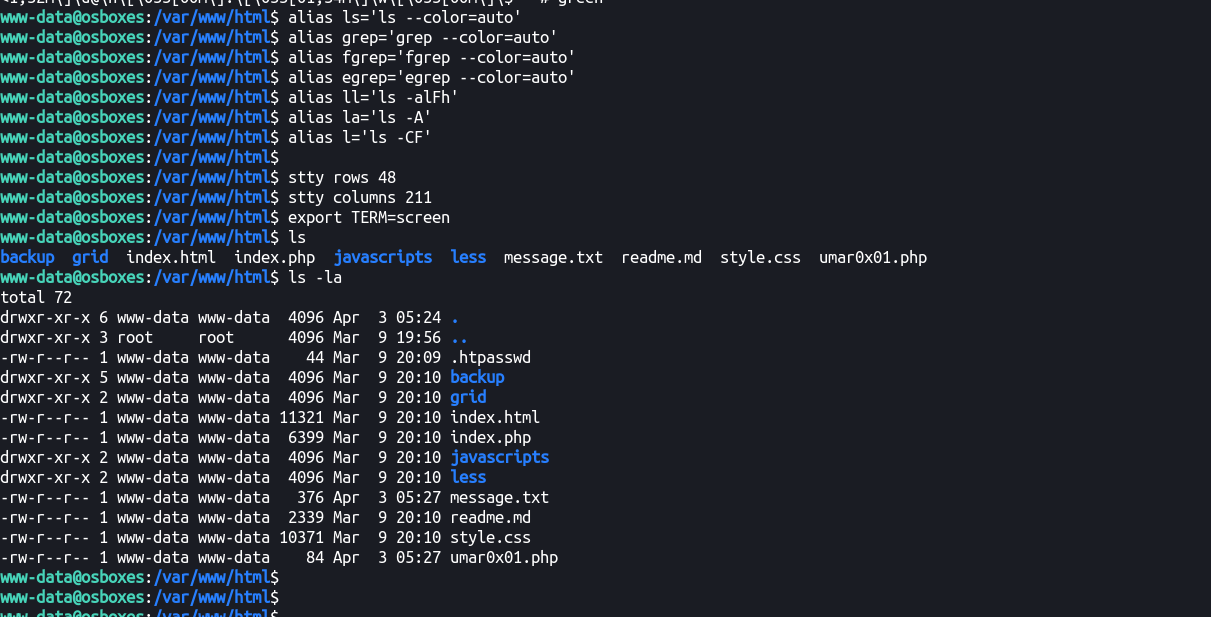 www-data@osboxes:/var/www/html$ alias ls='ls --color=auto'
www-data@osboxes:/var/www/html$ alias grep='grep --color=auto'
www-data@osboxes:/var/www/html$ alias fgrep='fgrep --color=auto'
www-data@osboxes:/var/www/html$ alias egrep='egrep --color=auto'
www-data@osboxes:/var/www/html$ alias ll='ls -alFh'
www-data@osboxes:/var/www/html$ alias la='ls -A'
www-data@osboxes:/var/www/html$ alias l='ls -CF'
www-data@osboxes:/var/www/html$
www-data@osboxes:/var/www/html$ stty rows 48
www-data@osboxes:/var/www/html$ stty columns 211
www-data@osboxes:/var/www/html$ export TERM=screen
www-data@osboxes:/var/www/html$ ls
backup  grid  index.html  index.php  javascripts  less  message.txt  readme.md  style.css  umar0x01.php
www-data@osboxes:/var/www/html$ ls -la
total 72
drwxr-xr-x 6 www-data www-data  4096 Apr  3 05:24 .
drwxr-xr-x 3 root     root      4096 Mar  9 19:56 ..
-rw-r--r-- 1 www-data www-data    44 Mar  9 20:09 .htpasswd
drwxr-xr-x 5 www-data www-data  4096 Mar  9 20:10 backup
drwxr-xr-x 2 www-data www-data  4096 Mar  9 20:10 grid
-rw-r--r-- 1 www-data www-data 11321 Mar  9 20:10 index.html
-rw-r--r-- 1 www-data www-data  6399 Mar  9 20:10 index.php
drwxr-xr-x 2 www-data www-data  4096 Mar  9 20:10 javascripts
drwxr-xr-x 2 www-data www-data  4096 Mar  9 20:10 less
-rw-r--r-- 1 www-data www-data   376 Apr  3 05:27 message.txt
-rw-r--r-- 1 www-data www-data  2339 Mar  9 20:10 readme.md
-rw-r--r-- 1 www-data www-data 10371 Mar  9 20:10 style.css
-rw-r--r-- 1 www-data www-data    84 Apr  3 05:27 umar0x01.php
www-data@osboxes:/var/www/html$
www-data@osboxes:/var/www/html$
www-data@osboxes:/var/www/html$